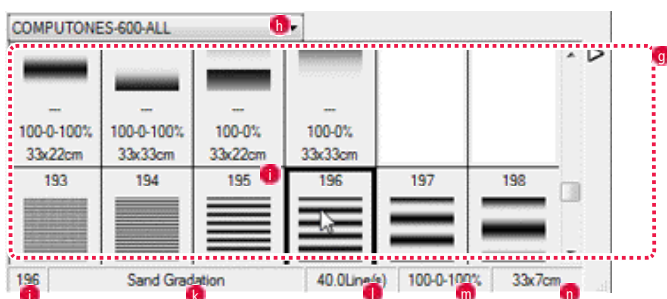 COMPUTONES-600-ALL h
g
--- --- --- ---
100-0-100% 100-0-100% 100-0% 100-0%
33x22cm 33x33cm 33x22cm 33x33cm
193 194 195 i 196 197 198
196 Sand Gradation 40.0Line(s) 100-0-100% 33x7cm
j k l m n